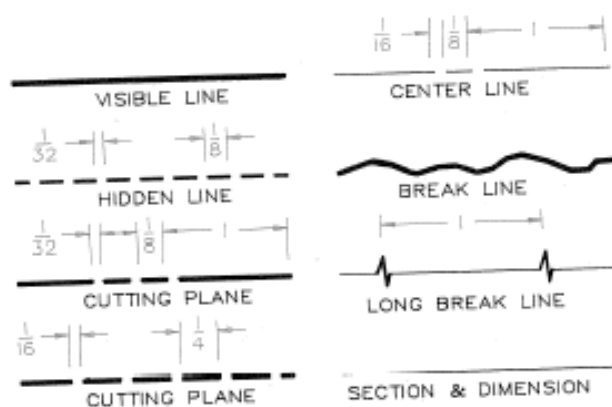 1/16 1/8 1
VISIBLE LINE
CENTER LINE
1/32 1/8
HIDDEN LINE
BREAK LINE
1/32 1/8 1
1
CUTTING PLANE
LONG BREAK LINE
1/16 1/4
CUTTING PLANE
SECTION & DIMENSION